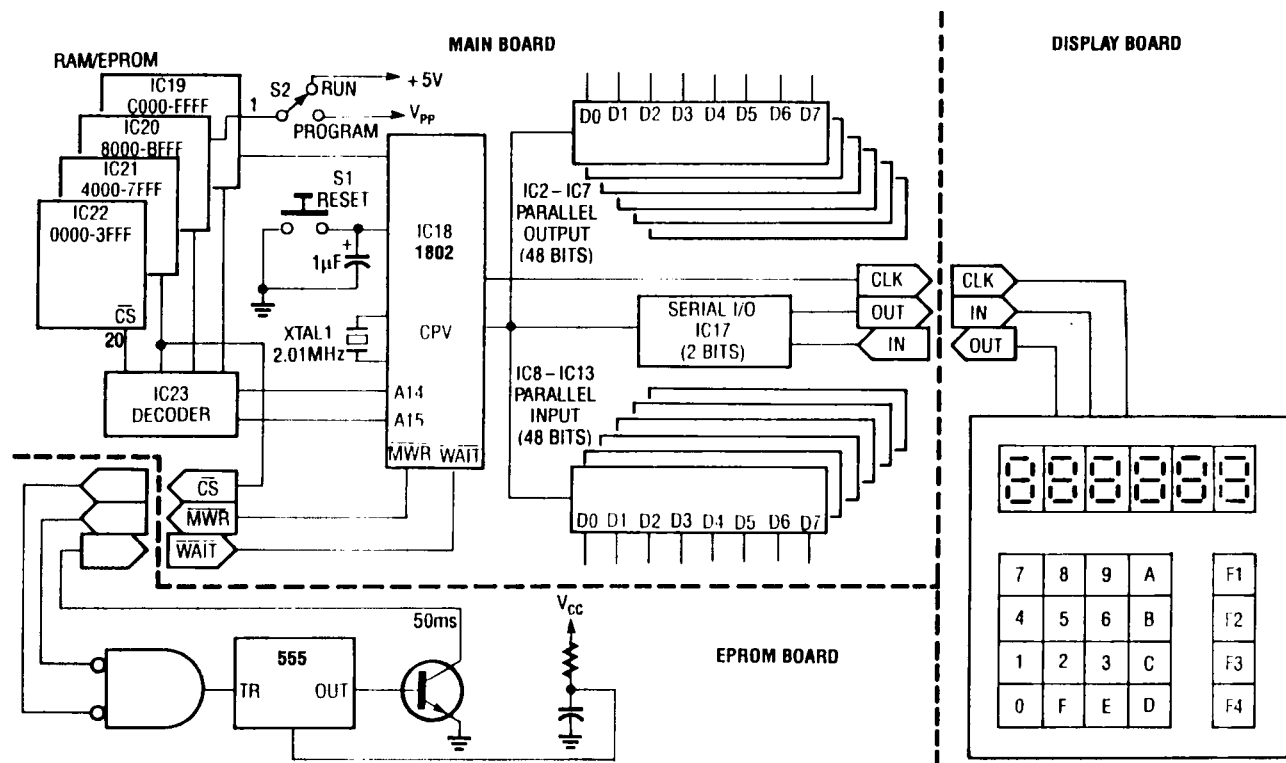 MAIN BOARD
DISPLAY BOARD
RAM/EPROM
IC19
C000-FFFF
IC20
8000-BFFF
IC21
4000-7FFF
IC22
0000-3FFF
CS
20
1
S2
RUN
+5V
PROGRAM
VPP
S1
RESET
1µF
+
XTAL1
2.01MHz
IC23
DECODER
IC18
1802
CPV
A14
A15
MWR WAIT
D0 D1 D2 D3 D4 D5 D6 D7
IC2–IC7
PARALLEL
OUTPUT
(48 BITS)
SERIAL I/O
IC17
(2 BITS)
CLK
OUT
IN
CLK
IN
OUT
IC8–IC13
PARALLEL
INPUT
(48 BITS)
D0 D1 D2 D3 D4 D5 D6 D7
CS
MWR
WAIT
7 8 9 A F1
4 5 6 B F2
1 2 3 C F3
0 F E D F4
555
TR OUT
50ms
VCC
EPROM BOARD